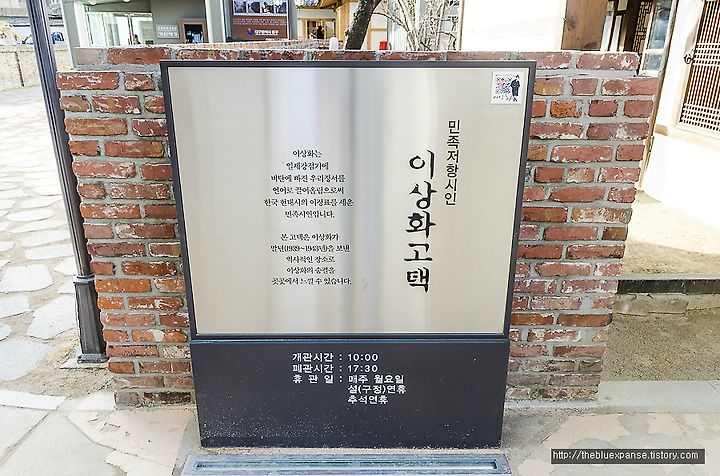 민족저항시인
이상화고택
이상화는
일제강점기에
비탄에 빠진 우리정서를
언어로 끌어올림으로써
한국 현대시의 이정표를 세운
민족시인입니다.
본 고택은 이상화가
말년(1939~1943년)을 보낸
역사적인 장소로
이상화의 숨결을
곳곳에서 느낄 수 있습니다.
개관시간 : 10:00
폐관시간 : 17:30
휴 관 일 : 매주 월요일
설(구정)연휴
추석연휴
http://thebluexpanse.tistory.com